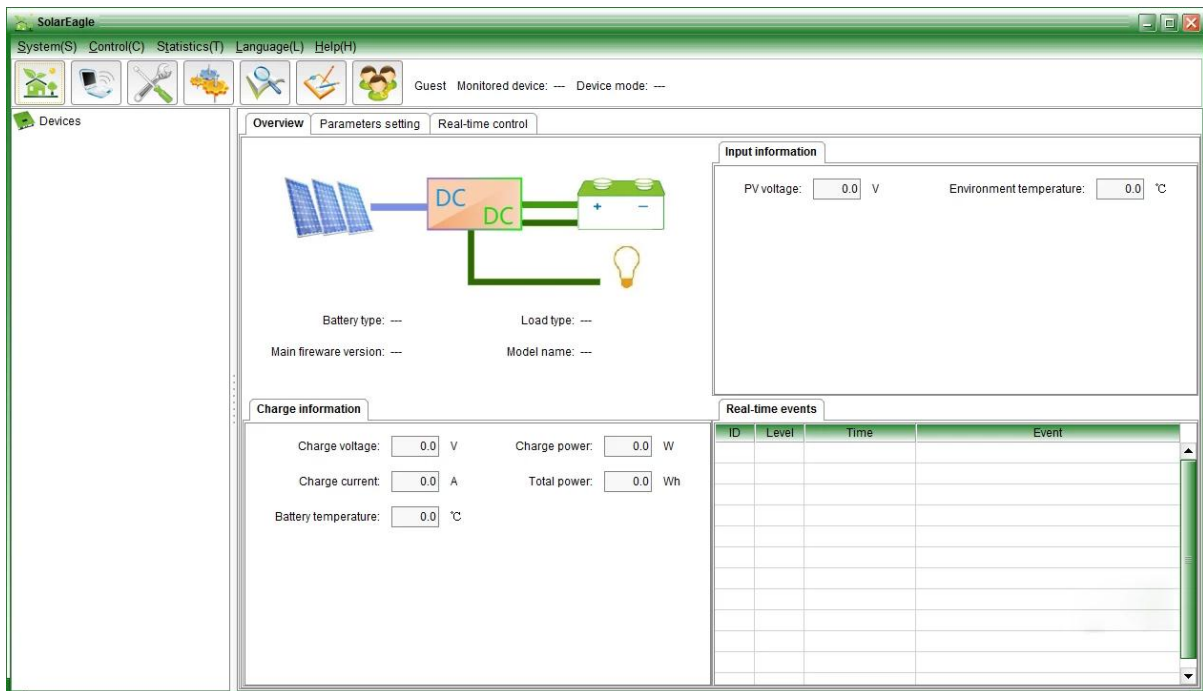 SolarEagle
System(S) Control(C) Statistics(T) Language(L) Help(H)
Guest Monitored device: --- Device mode: ---
Devices
Overview Parameters setting Real-time control
DC
DC
+ −
Battery type: --- Load type: ---
Main fireware version: --- Model name: ---
Input information
PV voltage: 0.0 V Environment temperature: 0.0 ℃
Charge information
Charge voltage: 0.0 V Charge power: 0.0 W
Charge current: 0.0 A Total power: 0.0 Wh
Battery temperature: 0.0 ℃
Real-time events
ID Level Time Event